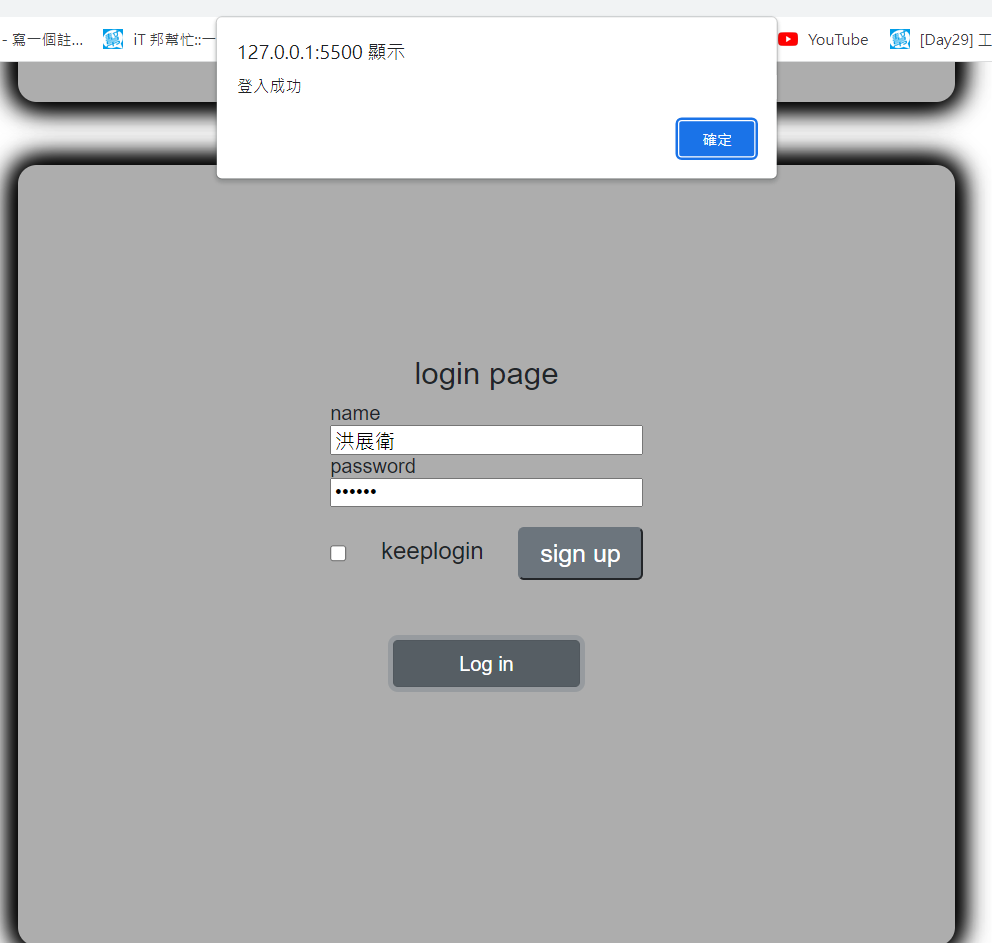 - 寫一個註...
iT 邦幫忙::一
YouTube
[Day29] 工
127.0.0.1:5500 顯示
登入成功
確定
login page
name
洪展衛
password
••••••
keeplogin
sign up
Log in